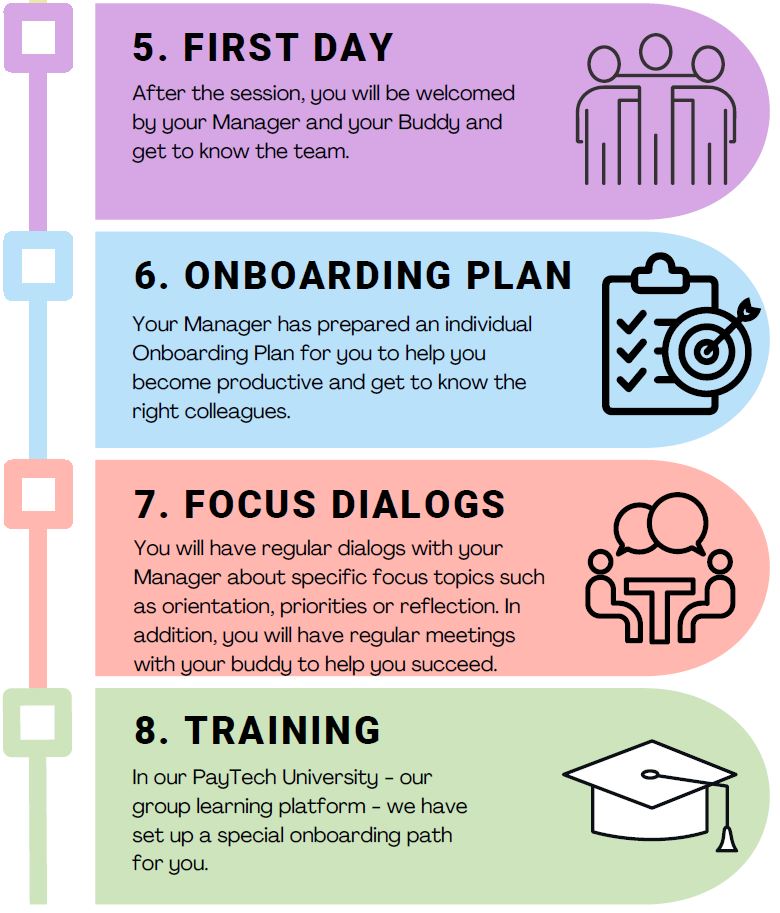 5. FIRST DAY
After the session, you will be welcomed
by your Manager and your Buddy and
get to know the team.
6. ONBOARDING PLAN
Your Manager has prepared an individual
Onboarding Plan for you to help you
become productive and get to know the
right colleagues.
7. FOCUS DIALOGS
You will have regular dialogs with your
Manager about specific focus topics such
as orientation, priorities or reflection. In
addition, you will have regular meetings
with your buddy to help you succeed.
8. TRAINING
In our PayTech University - our
group learning platform - we have
set up a special onboarding path
for you.